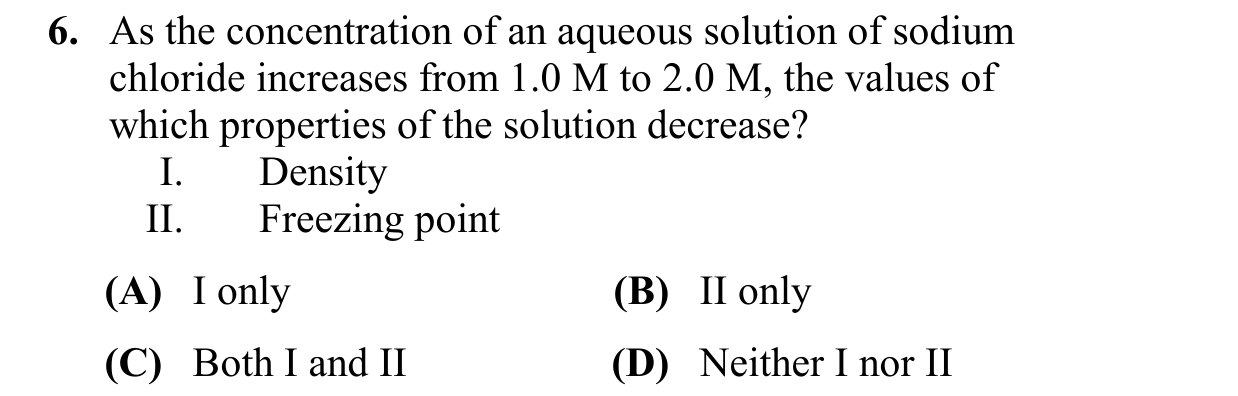 6. As the concentration of an aqueous solution of sodium
chloride increases from 1.0 M to 2.0 M, the values of
which properties of the solution decrease?
I. Density
II. Freezing point
(A) I only (B) II only
(C) Both I and II (D) Neither I nor II